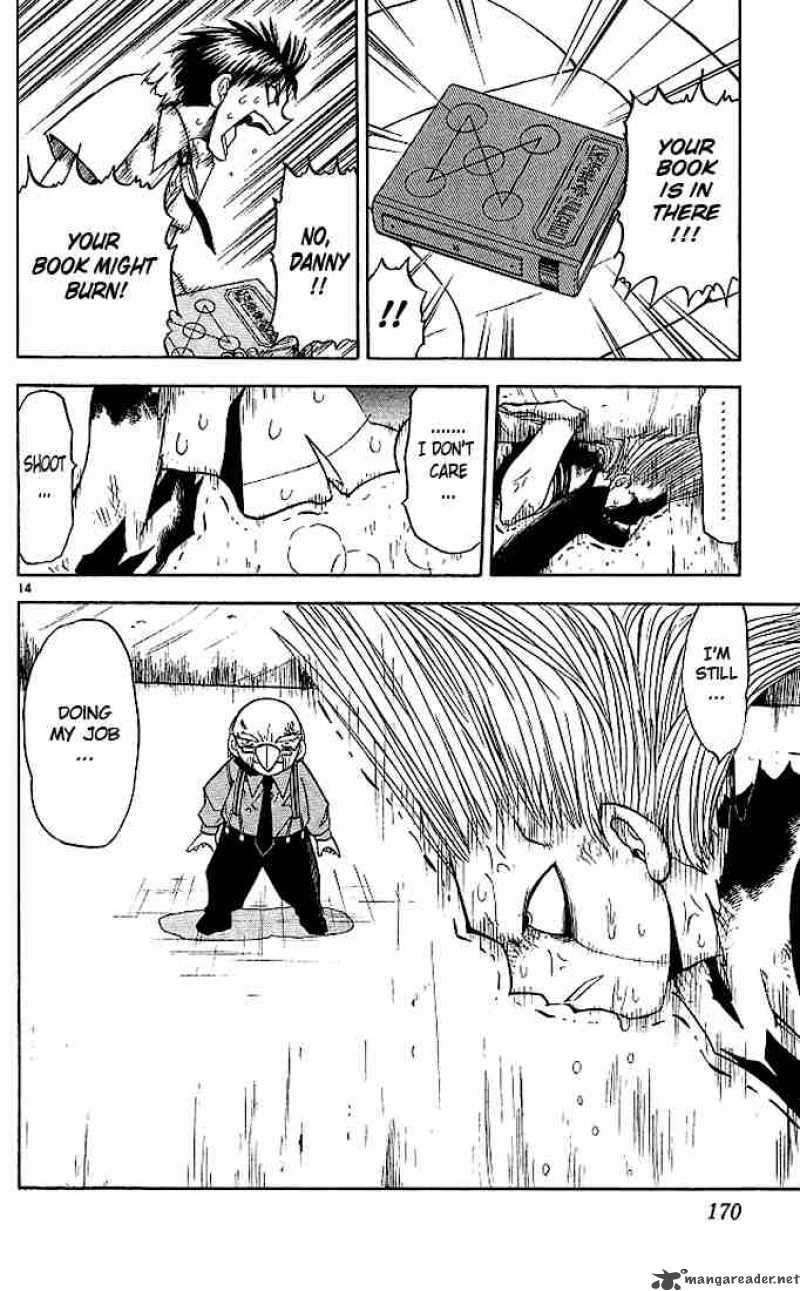 YOUR
BOOK
IS IN
THERE
!!!
!!
NO,
DANNY
!!
YOUR
BOOK MIGHT
BURN!
.........
.......
I DON'T
CARE
...
SHOOT
...
14
I'M
STILL
...
DOING
MY JOB
...
170
mangareader.net